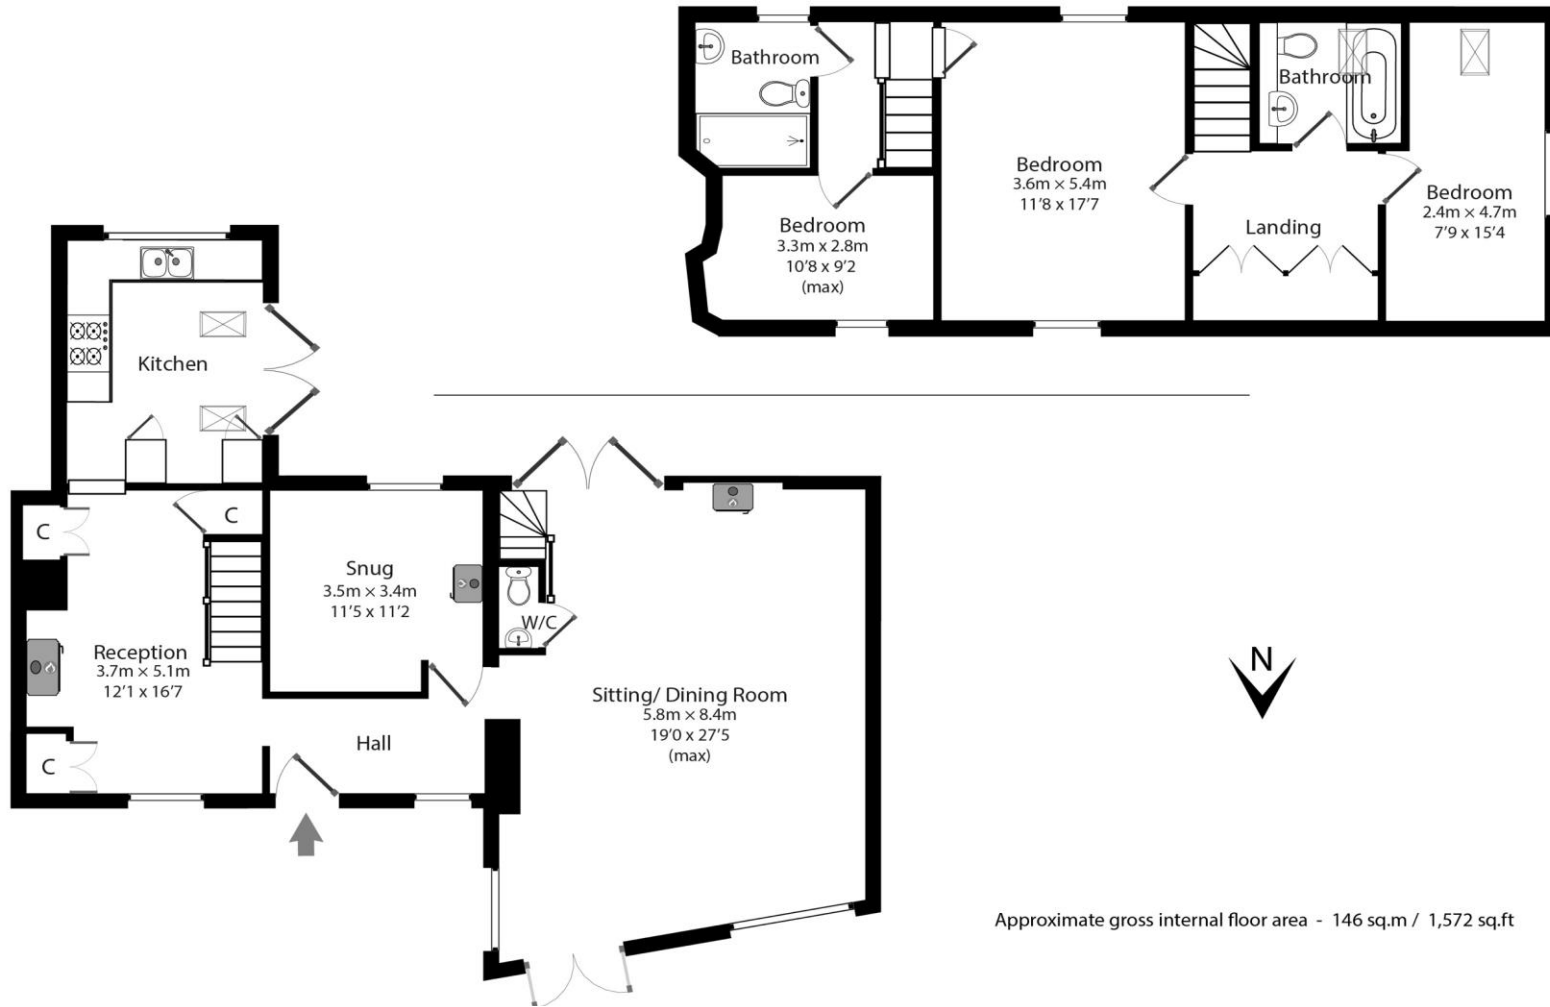 Bathroom
Bedroom
3.3m x 2.8m
10'8 x 9'2
(max)
Bedroom
3.6m × 5.4m
11'8 x 17'7
Bathroom
Landing
Bedroom
2.4m × 4.7m
7'9 x 15'4
Kitchen
C
C
Reception
3.7m × 5.1m
12'1 x 16'7
C
Snug
3.5m × 3.4m
11'5 x 11'2
Hall
W/C
Sitting/ Dining Room
5.8m × 8.4m
19'0 x 27'5
(max)
N
Approximate gross internal floor area - 146 sq.m / 1,572 sq.ft